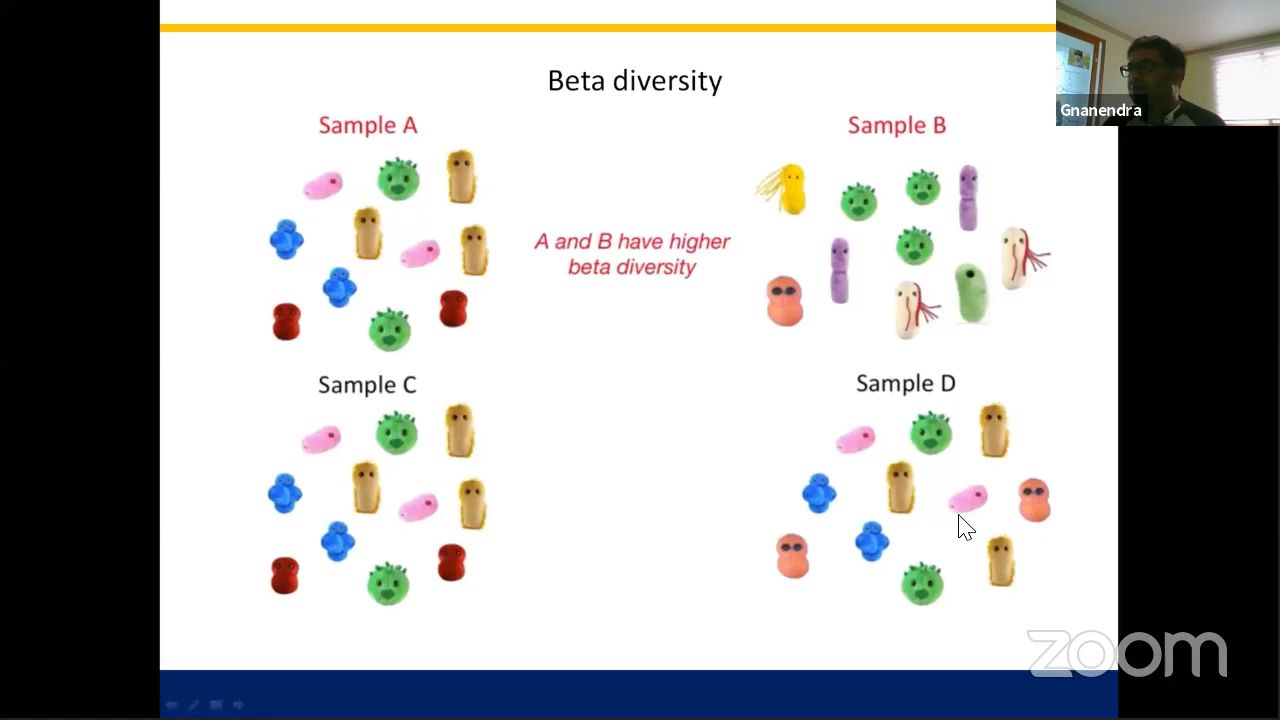 Beta diversity
Gnanendra
Sample A
Sample B
A and B have higher
beta diversity
Sample C
Sample D
zoom